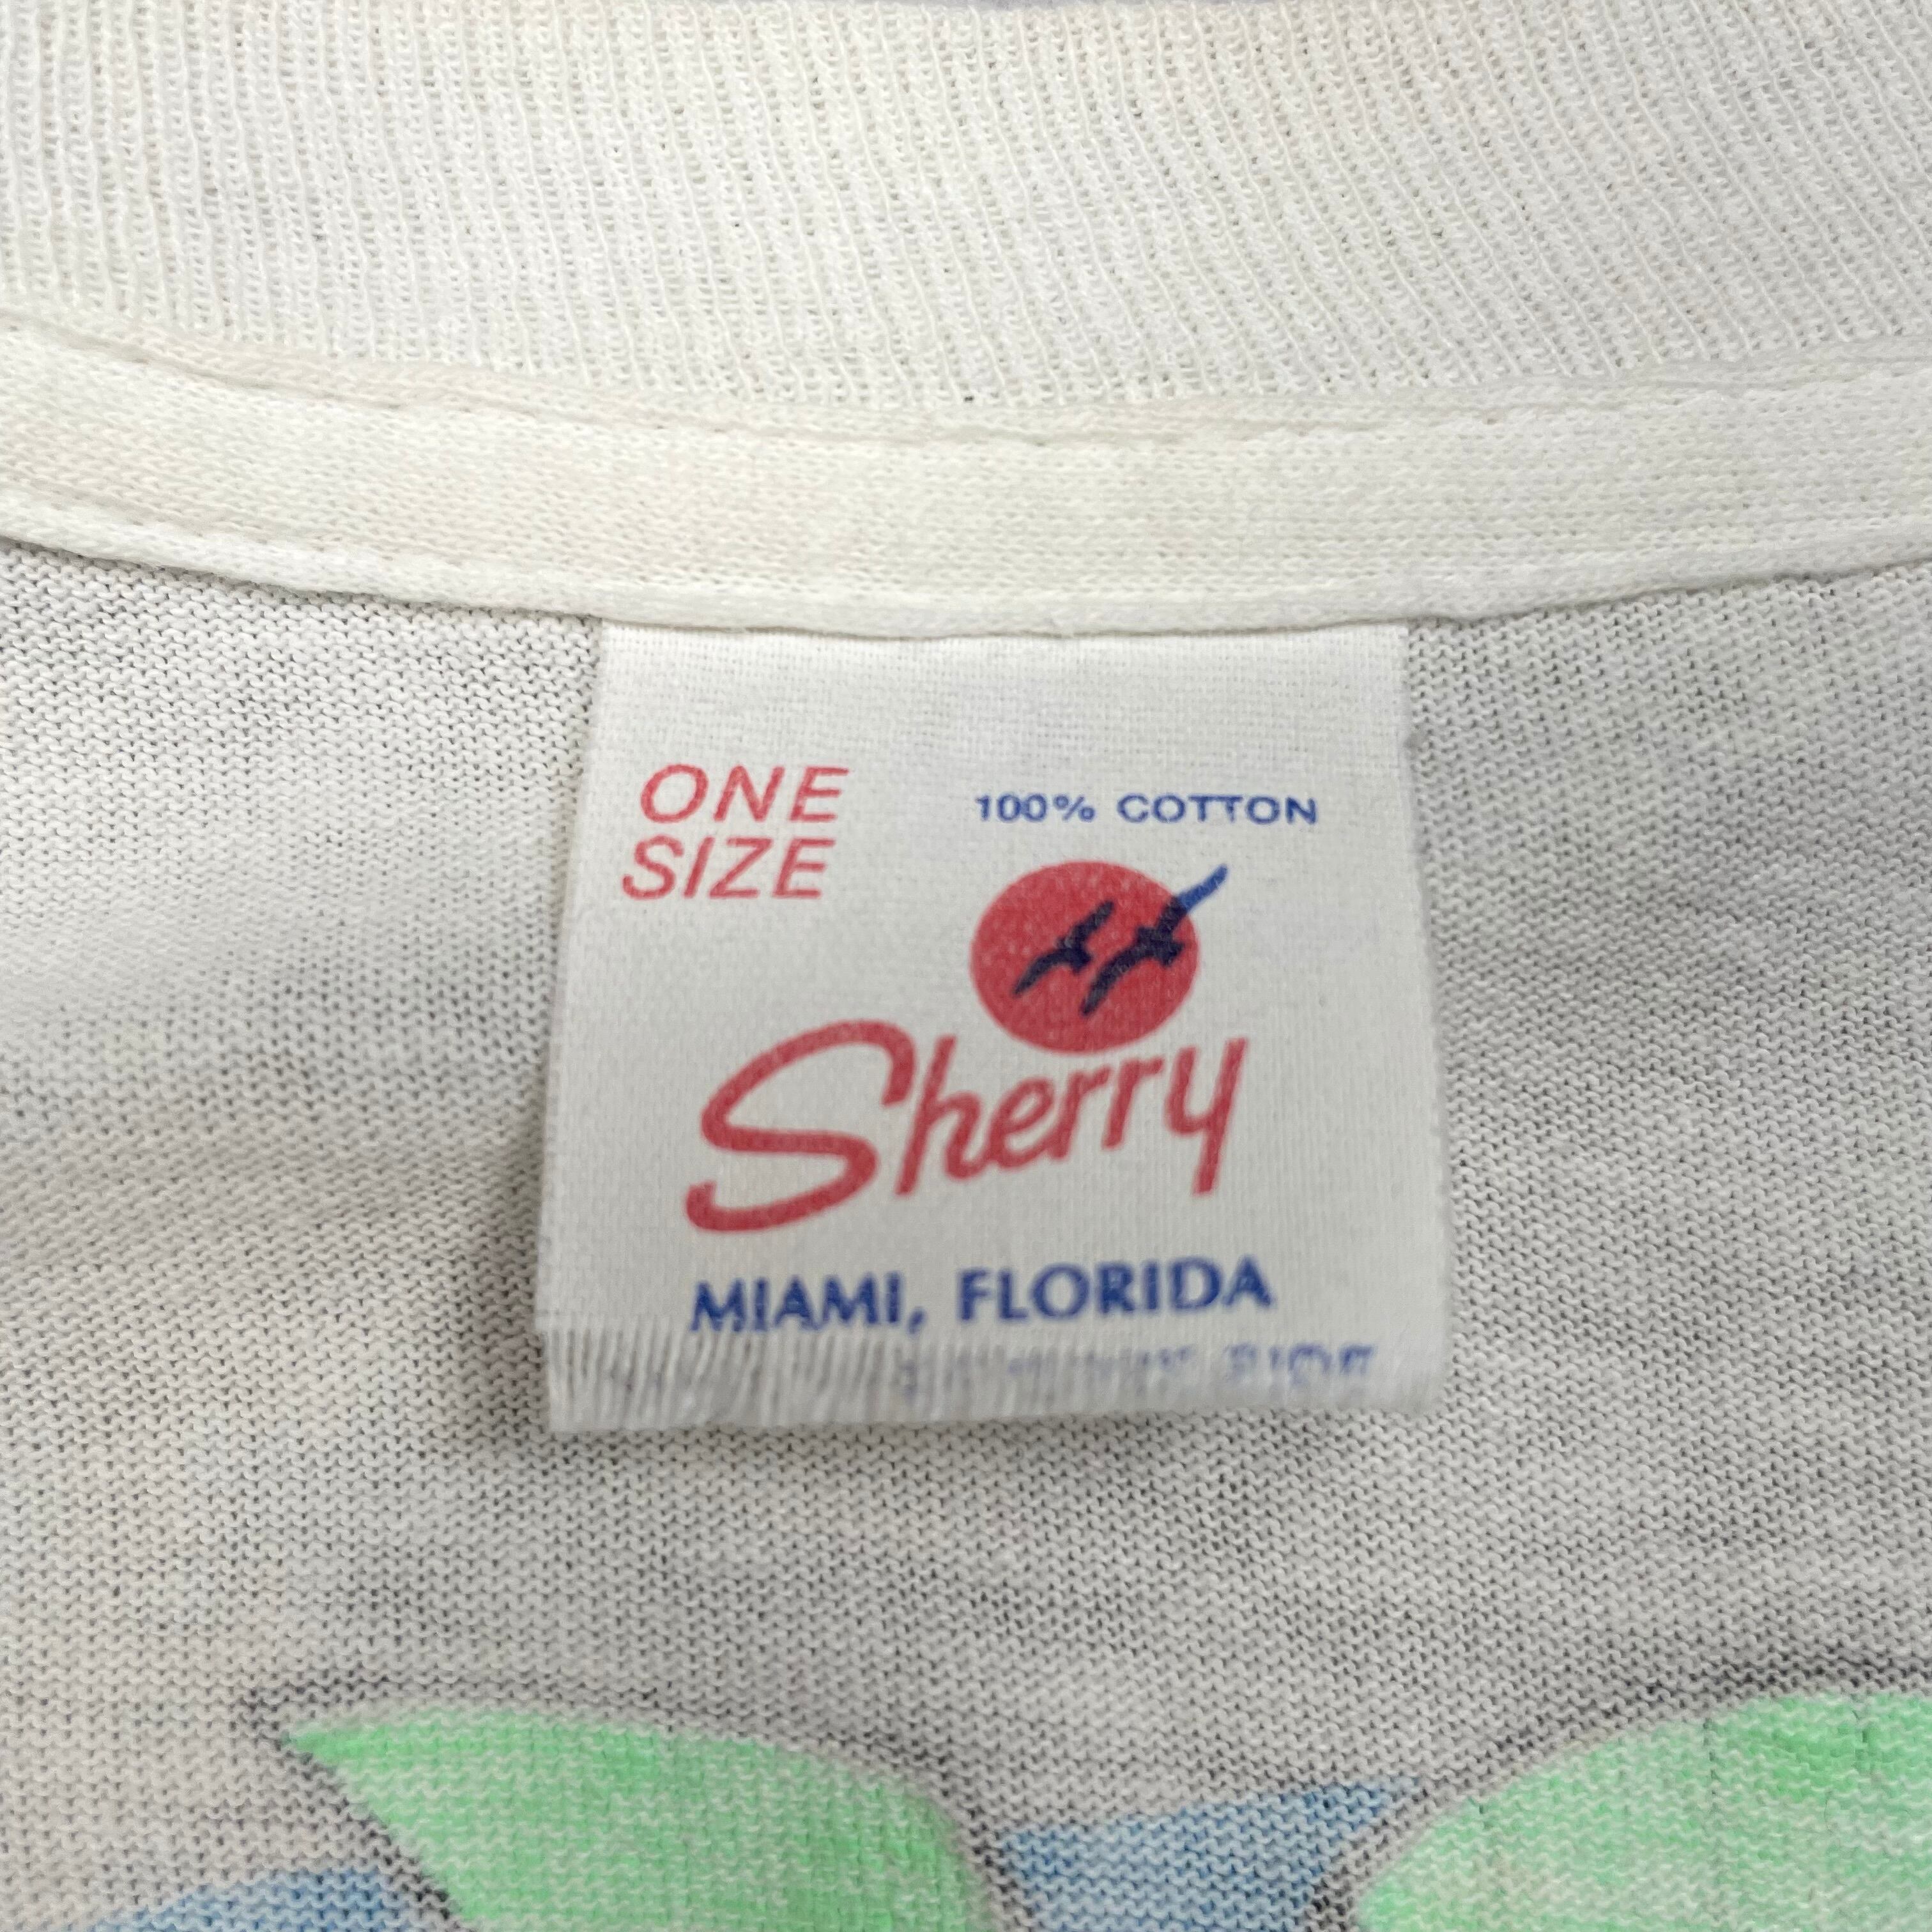 ONE
SIZE
100% COTTON
Sherry
MIAMI, FLORIDA